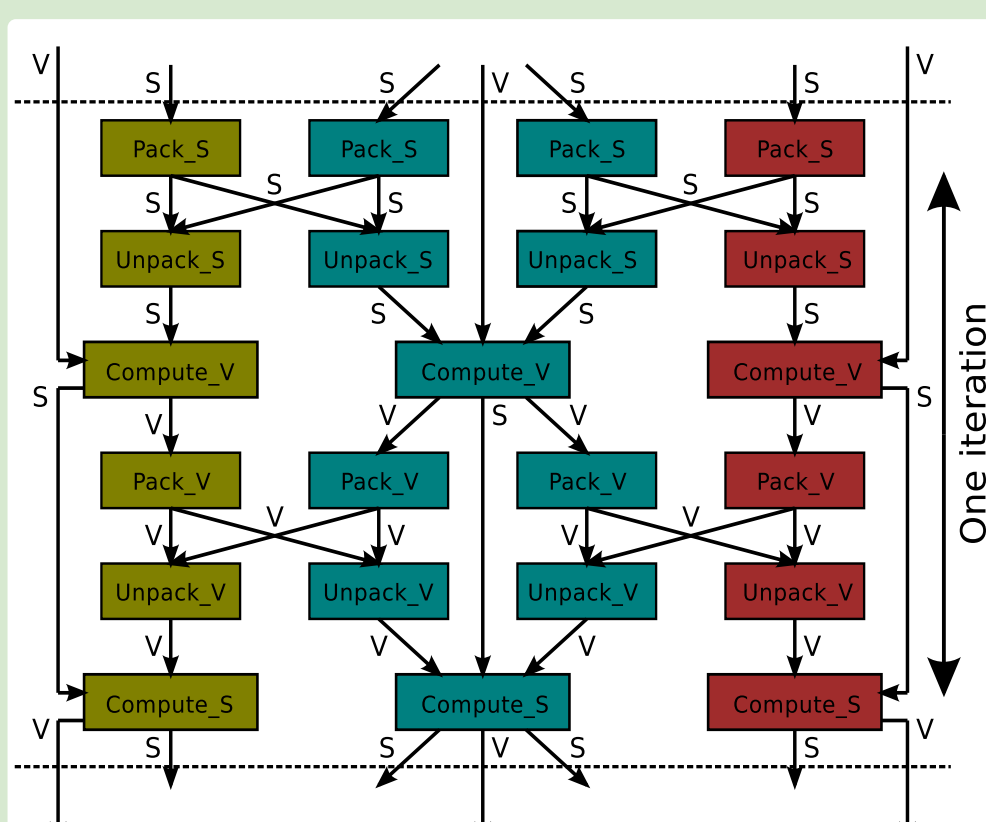 V S S V S S V
Pack_S Pack_S Pack_S Pack_S
S S S S S S
Unpack_S Unpack_S Unpack_S Unpack_S
S S S S
Compute_V Compute_V Compute_V
S V V S V V S
Pack_V Pack_V Pack_V Pack_V
V V V V V V
Unpack_V Unpack_V Unpack_V Unpack_V
V V V V
Compute_S Compute_S Compute_S
V S S V S S V
One iteration